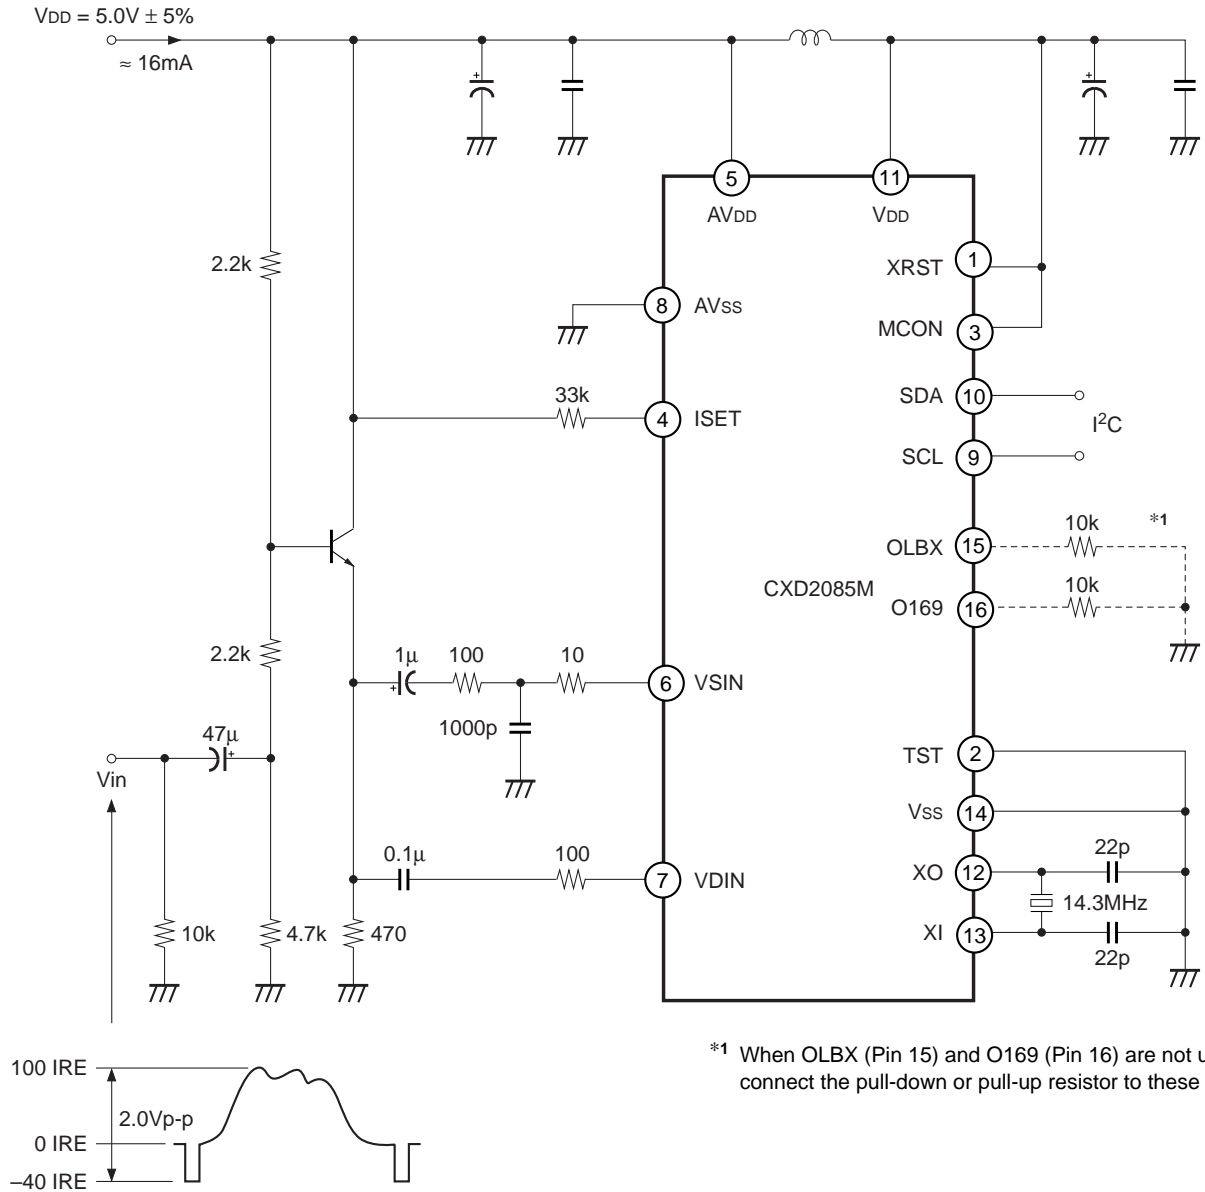 VDD = 5.0V ± 5%
≈ 16mA
+
+
5
11
AVDD
VDD
2.2k
XRST
1
8
AVSS
MCON
3
33k
4
ISET
SDA
10
I²C
SCL
9
10k
*1
OLBX
15
CXD2085M
10k
O169
16
2.2k
1µ
100
10
+
6
VSIN
1000p
47µ
+
Vin
TST
2
VSS
14
0.1µ
100
7
VDIN
22p
XO
12
14.3MHz
XI
13
22p
10k
4.7k
470
*1 When OLBX (Pin 15) and O169 (Pin 16) are not
connect the pull-down or pull-up resistor to these
100 IRE
2.0Vp-p
0 IRE
–40 IRE